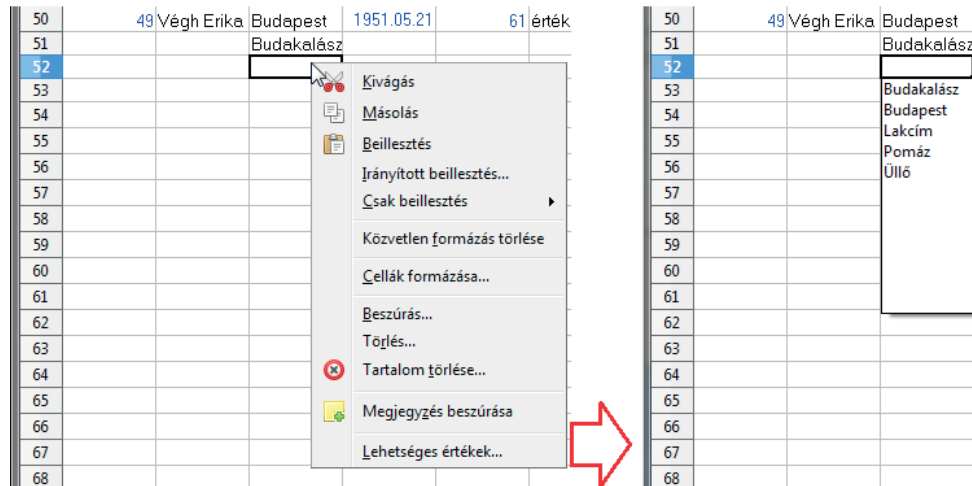 50 49 Végh Erika Budapest 1951.05.21 61 érték
51 Budakalász
52
53
54
55
56
57
58
59
60
61
62
63
64
65
66
67
68
Kivágás
Másolás
Beillesztés
Irányított beillesztés...
Csak beillesztés
Közvetlen formázás törlése
Cellák formázása...
Beszúrás...
Törlés...
Tartalom törlése...
Megjegyzés beszúrása
Lehetséges értékek...
50 49 Végh Erika Budapest
51 Budakalász
52
53
54
55
56
57
58
59
60
61
62
63
64
65
66
67
68
Budakalász
Budapest
Lakcím
Pomáz
Üllő